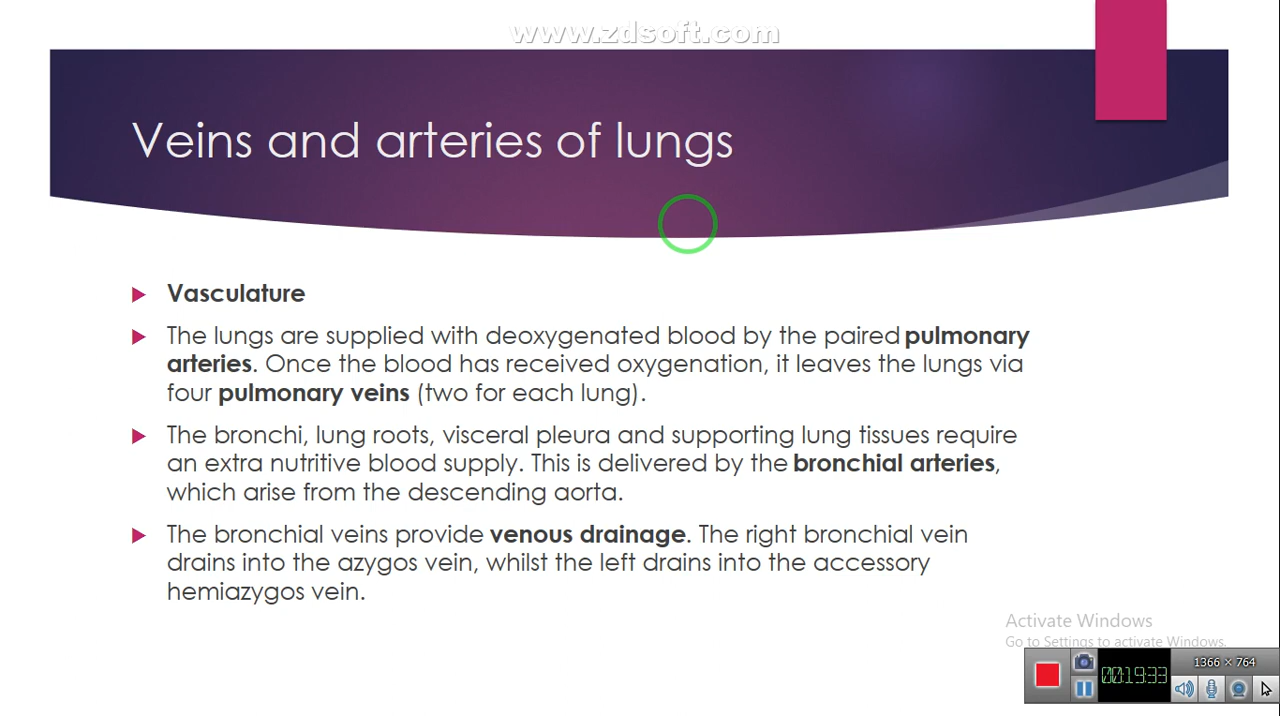 www.zdsoft.com
Veins and arteries of lungs
Vasculature
The lungs are supplied with deoxygenated blood by the paired pulmonary
arteries. Once the blood has received oxygenation, it leaves the lungs via
four pulmonary veins (two for each lung).
The bronchi, lung roots, visceral pleura and supporting lung tissues require
an extra nutritive blood supply. This is delivered by the bronchial arteries,
which arise from the descending aorta.
The bronchial veins provide venous drainage. The right bronchial vein
drains into the azygos vein, whilst the left drains into the accessory
hemiazygos vein.
Activate Windows
Go to Settings to activate Windows.
1366 × 764
00:19:33